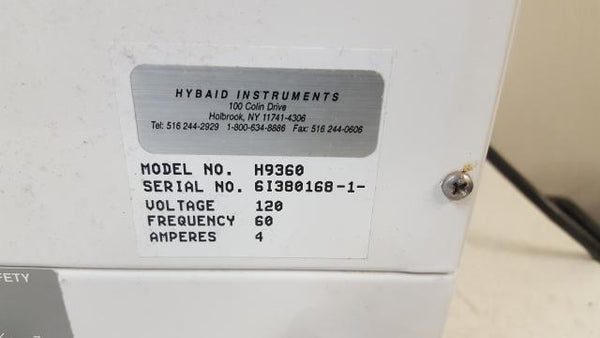 HYBAID INSTRUMENTS
100 Colin Drive
Holbrook, NY 11741-4306
Tel: 516 244-2929 1-800-634-8886 Fax: 516 244-0606
MODEL NO. H9360
SERIAL NO. 6I380168-1-
VOLTAGE 120
FREQUENCY 60
AMPERES 4